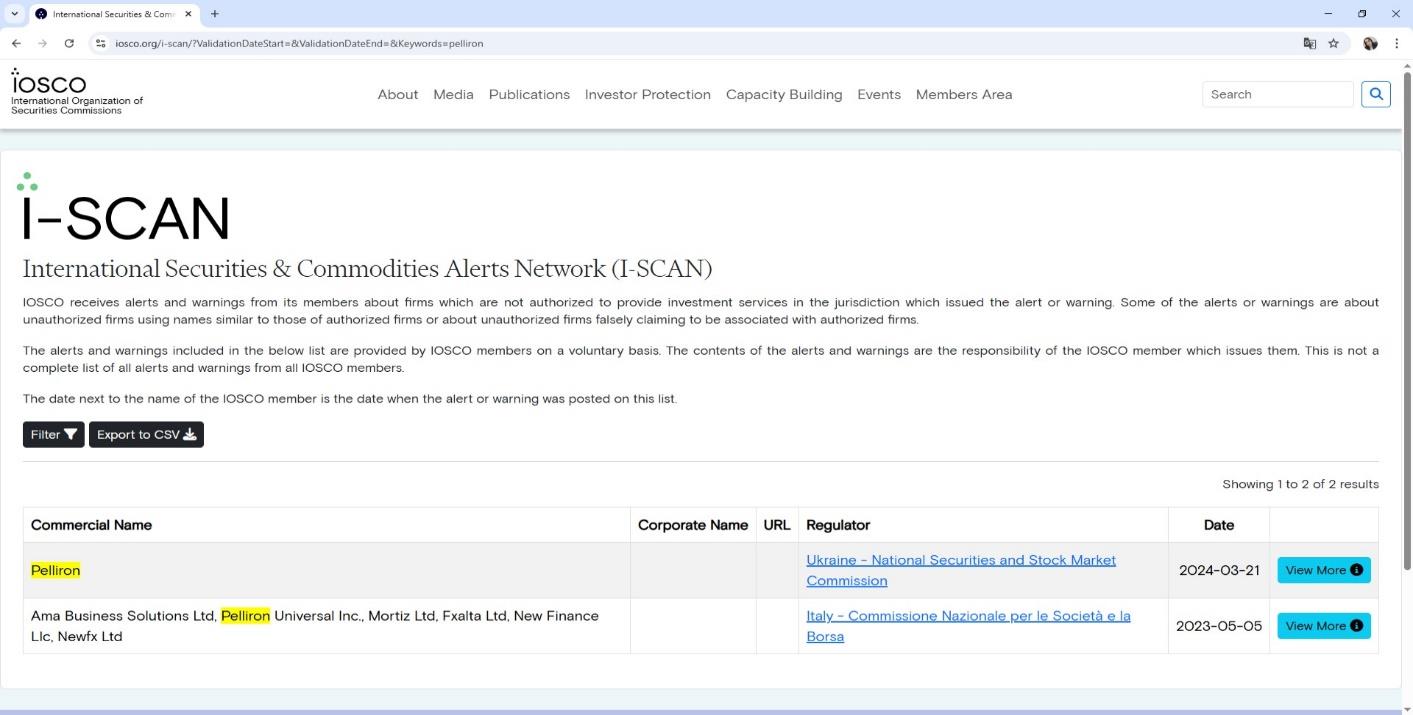 International Securities & Com
iosco.org/i-scan/?ValidationDateStart=&ValidationDateEnd=&Keywords=pelliron
iosco
International Organization of
Securities Commissions
About Media Publications Investor Protection Capacity Building Events Members Area
Search
I-SCAN
International Securities & Commodities Alerts Network (I-SCAN)
IOSCO receives alerts and warnings from its members about firms which are not authorized to provide investment services in the jurisdiction which issued the alert or warning. Some of the alerts or warnings are about
unauthorized firms using names similar to those of authorized firms or about unauthorized firms falsely claiming to be associated with authorized firms.
The alerts and warnings included in the below list are provided by IOSCO members on a voluntary basis. The contents of the alerts and warnings are the responsibility of the IOSCO member which issues them. This is not a
complete list of all alerts and warnings from all IOSCO members.
The date next to the name of the IOSCO member is the date when the alert or warning was posted on this list.
Filter Export to CSV
Showing 1 to 2 of 2 results
Commercial Name Corporate Name URL Regulator Date
Pelliron
Ukraine - National Securities and Stock Market
Commission
2024-03-21 View More
Ama Business Solutions Ltd, Pelliron Universal Inc., Mortiz Ltd, Fxalta Ltd, New Finance
Llc, Newfx Ltd
Italy - Commissione Nazionale per le Società e la
Borsa
2023-05-05 View More